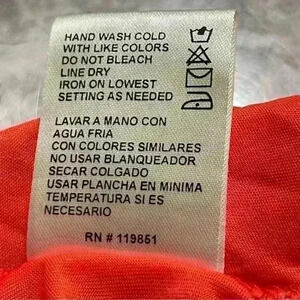 HAND WASH COLD
WITH LIKE COLORS
DO NOT BLEACH
LINE DRY
IRON ON LOWEST
SETTING AS NEEDED
LAVAR A MANO CON
AGUA FRIA
CON COLORES SIMILARES
NO USAR BLANQUEADOR
SECAR COLGADO
USAR PLANCHA EN MINIMA
TEMPERATURA SI ES
NECESARIO
RN # 119851